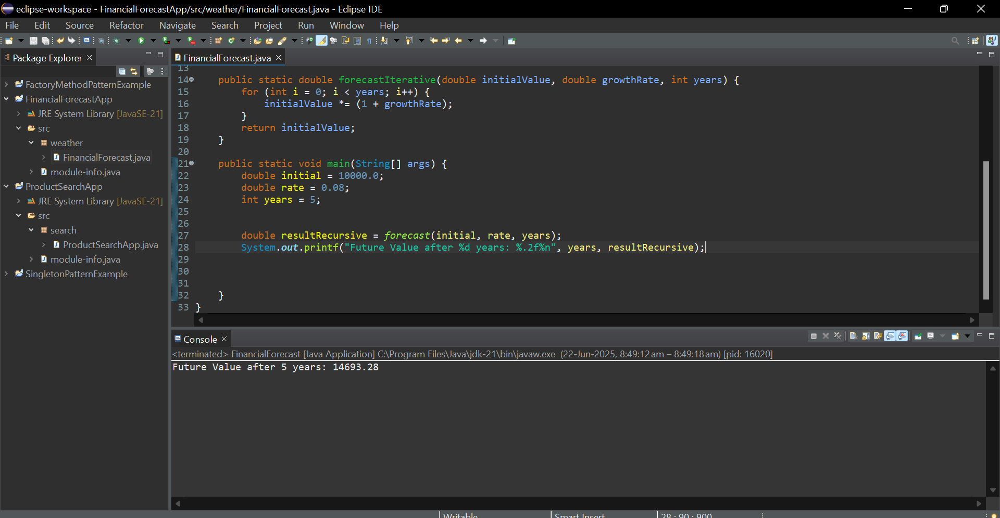 eclipse-workspace - FinancialForecastApp/src/weather/FinancialForecast.java - Eclipse IDE
File Edit Source Refactor Navigate Search Project Run Window Help
Package Explorer
FactoryMethodPatternExample
FinancialForecastApp
JRE System Library [JavaSE-21]
src
weather
FinancialForecast.java
module-info.java
ProductSearchApp
JRE System Library [JavaSE-21]
src
search
ProductSearchApp.java
module-info.java
SingletonPatternExample
FinancialForecast.java
13
14 public static double forecastIterative(double initialValue, double growthRate, int years) {
15 for (int i = 0; i < years; i++) {
16 initialValue *= (1 + growthRate);
17 }
18 return initialValue;
19 }
20
21 public static void main(String[] args) {
22 double initial = 10000.0;
23 double rate = 0.08;
24 int years = 5;
25
26
27 double resultRecursive = forecast(initial, rate, years);
28 System.out.printf("Future Value after %d years: %.2f%n", years, resultRecursive);
29
30
31
32 }
33 }
Console
<terminated> FinancialForecast [Java Application] C:\Program Files\Java\jdk-21\bin\javaw.exe (22-Jun-2025, 8:49:12 am – 8:49:18 am) [pid: 16020]
Future Value after 5 years: 14693.28
Writable Smart Insert 28 : 90 : 900